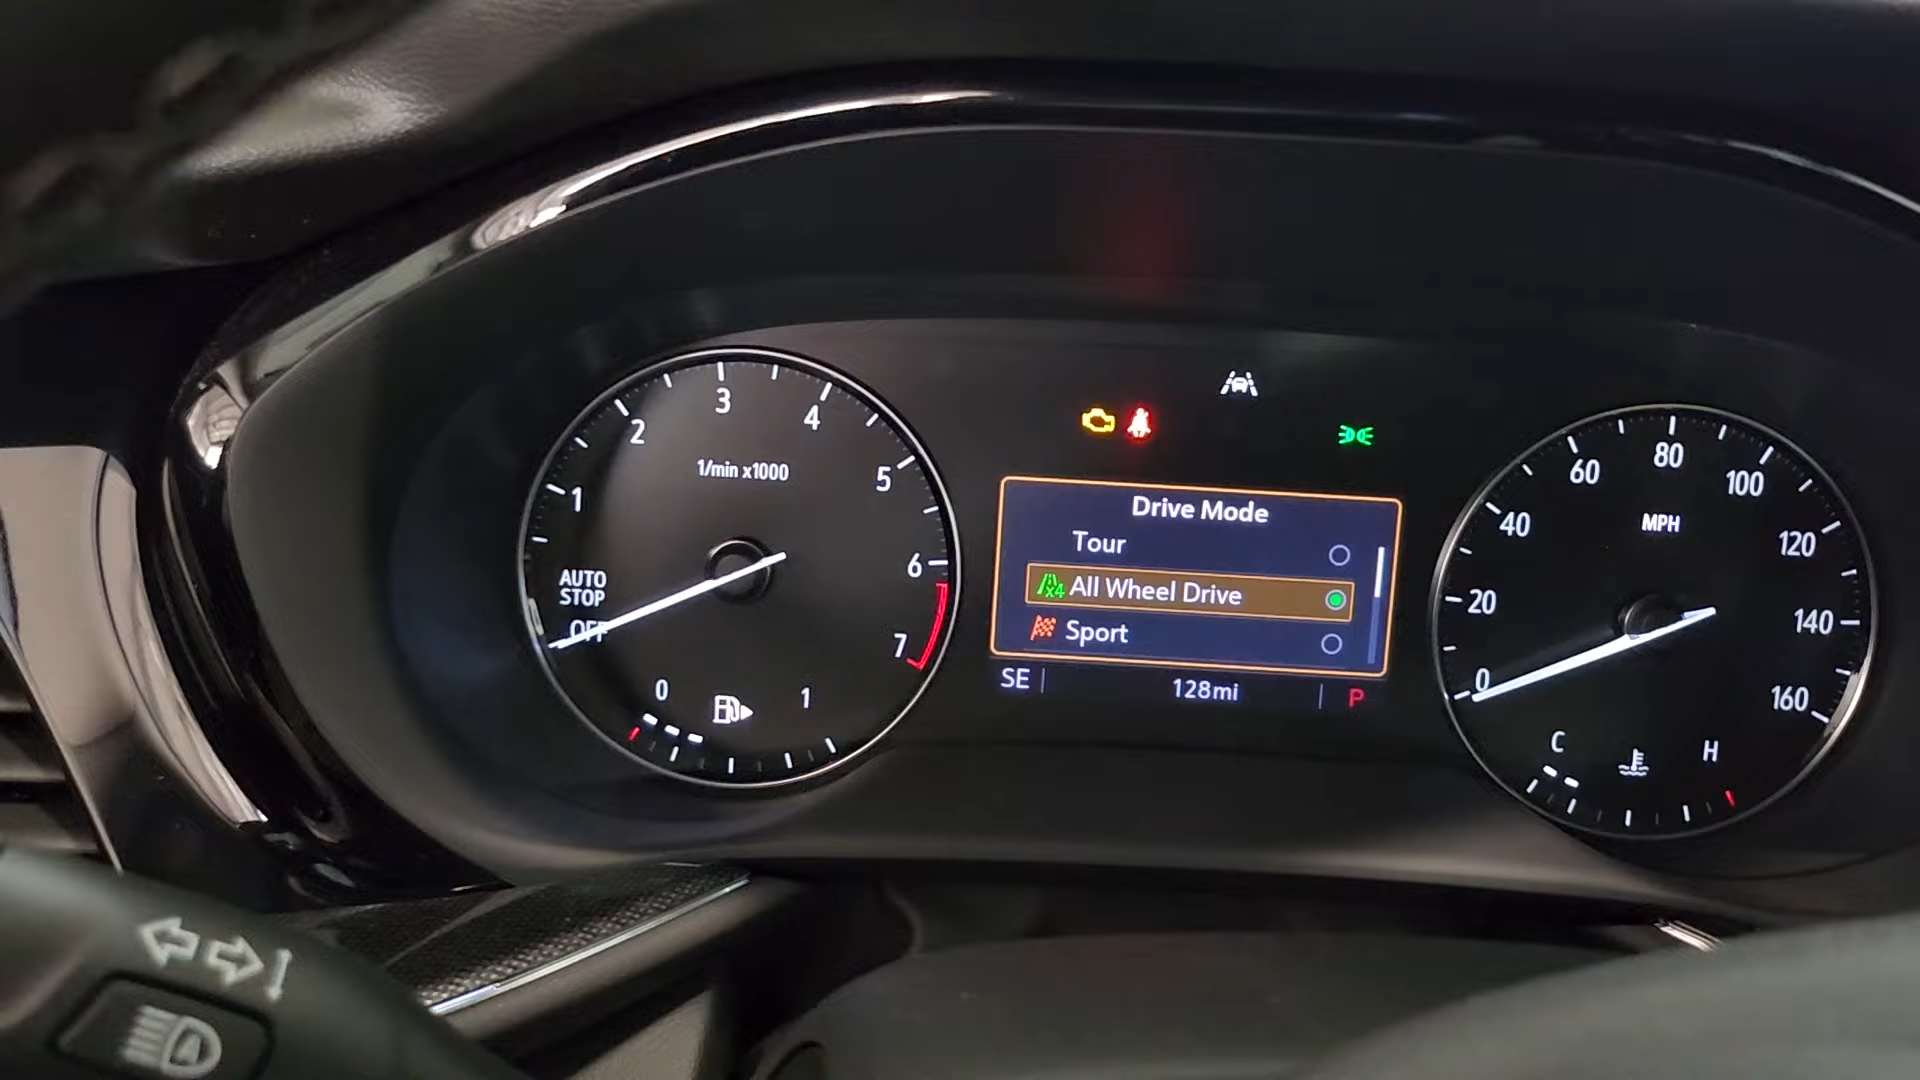 1
2
3
4
5
6
7
1/min x1000
AUTO
STOP
OFF
0
1
Drive Mode
Tour
x4 All Wheel Drive
Sport
SE
128mi
P
0
20
40
60
80
100
120
140
160
MPH
C
H
A